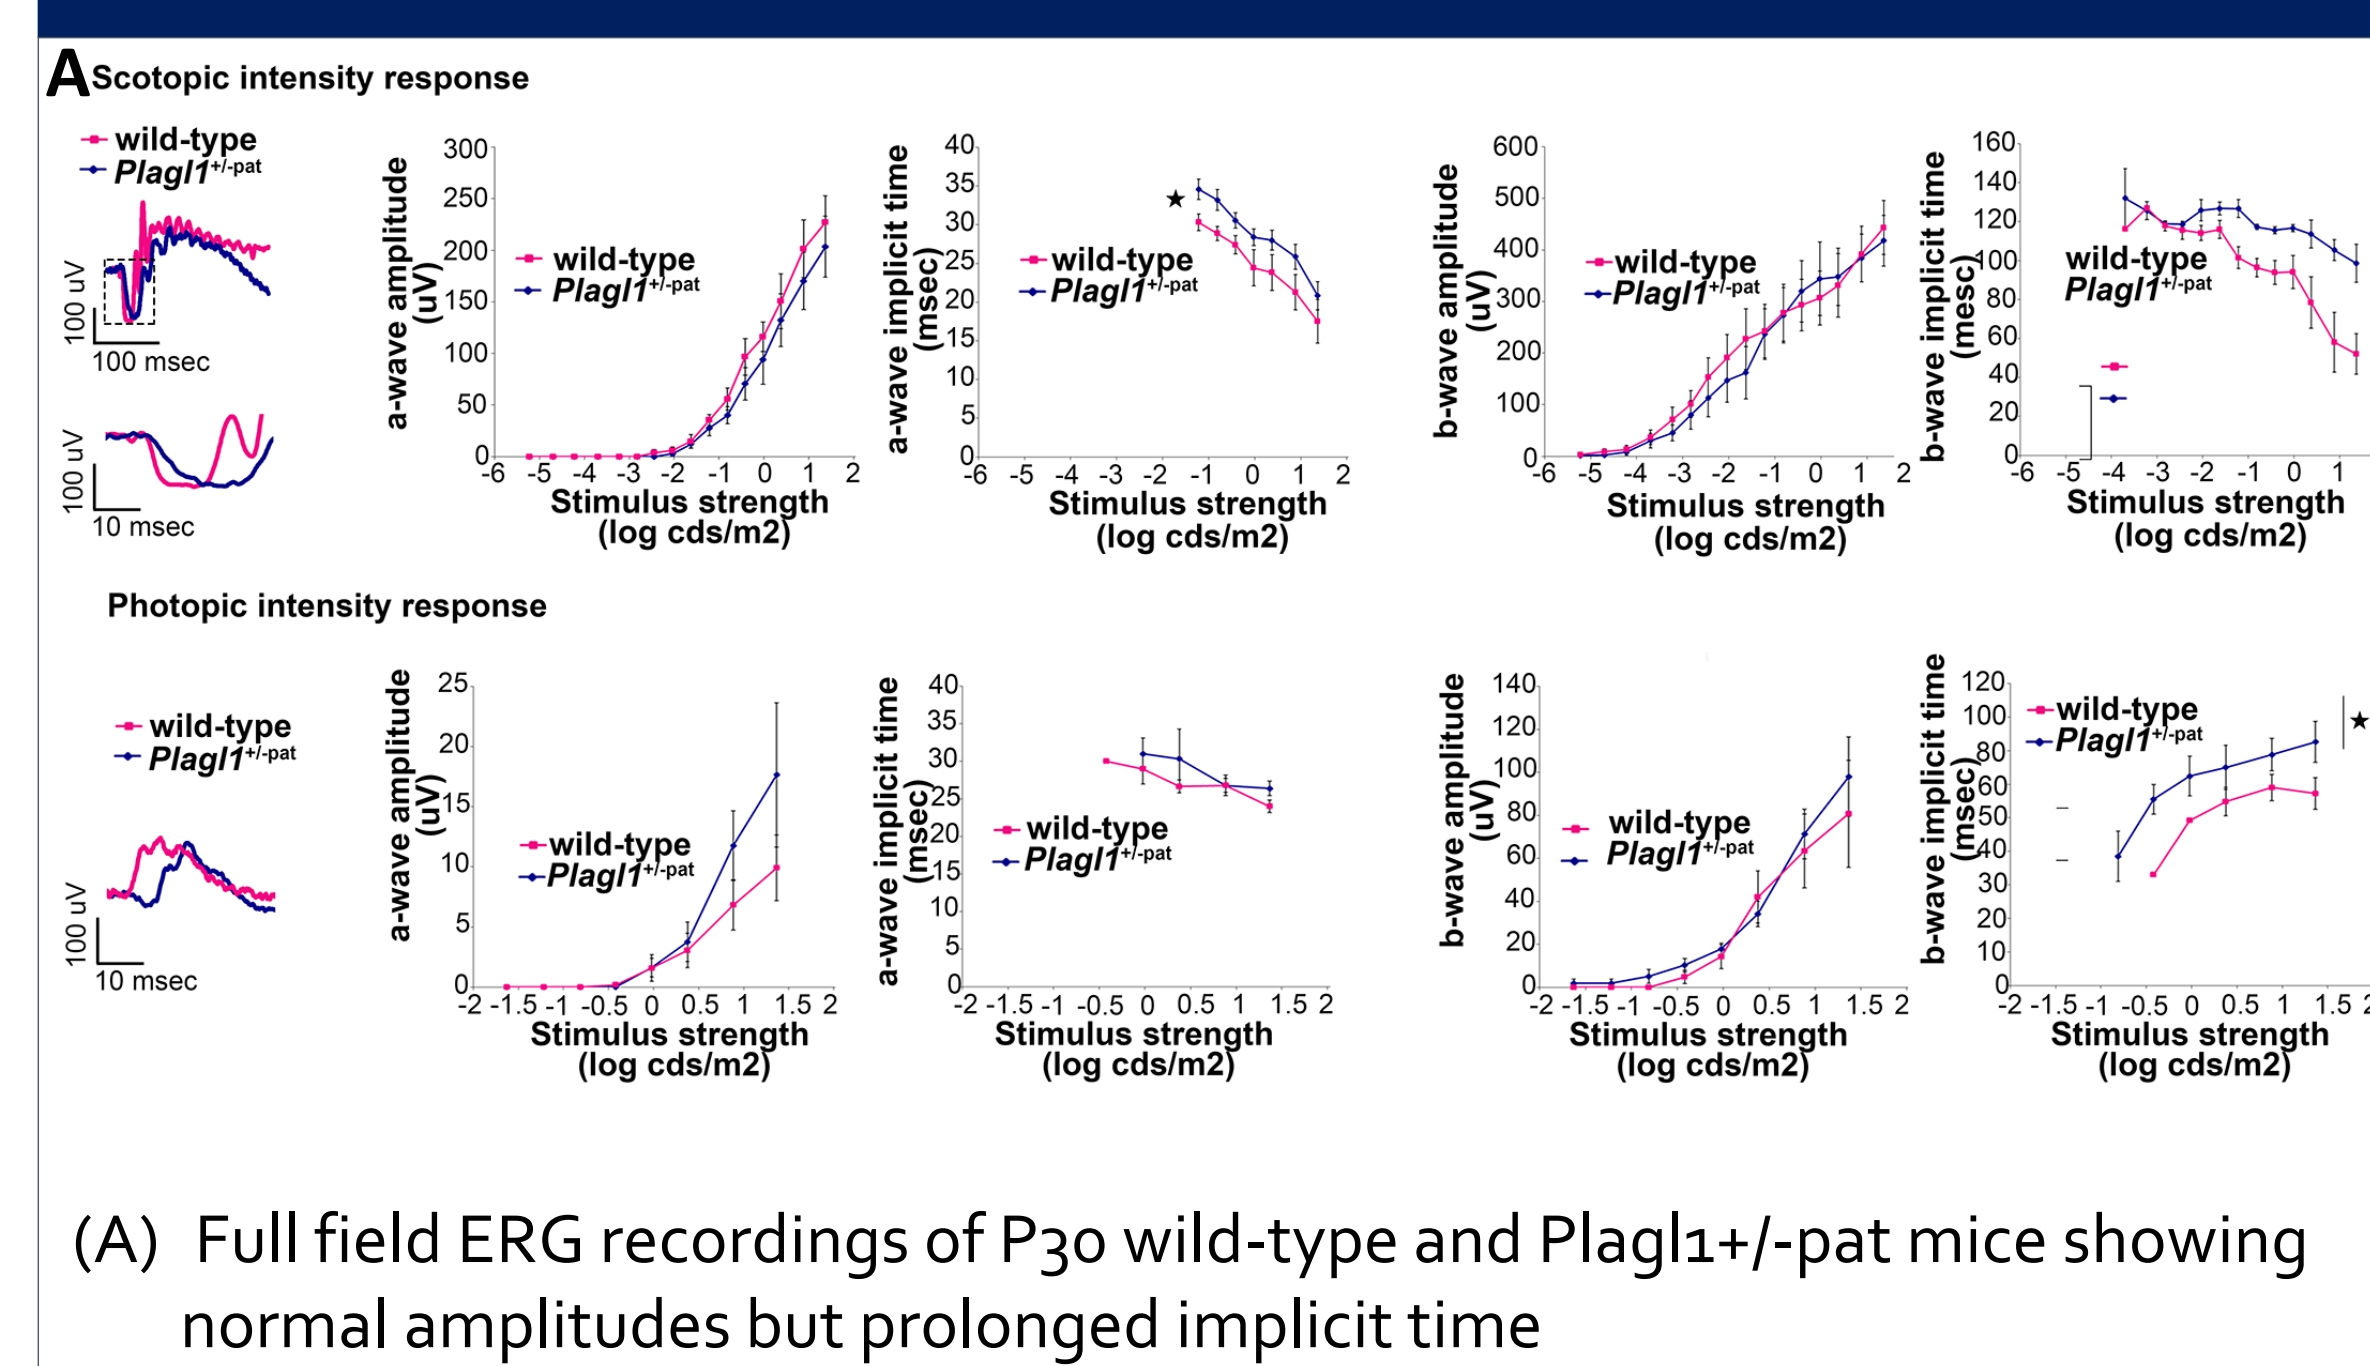 A Scotopic intensity response
wild-type
Plagl1+/-pat
100 uV
100 msec
100 uV
10 msec
a-wave amplitude
(uV)
300
250
200
150
100
50
0
wild-type
Plagl1+/-pat
-6 -5 -4 -3 -2 -1 0 1 2
Stimulus strength
(log cds/m2)
a-wave implicit time
(msec)
40
35
30
25
20
15
10
5
0
★
wild-type
Plagl1+/-pat
-6 -5 -4 -3 -2 -1 0 1 2
Stimulus strength
(log cds/m2)
b-wave amplitude
(uV)
600
500
400
300
200
100
0
wild-type
Plagl1+/-pat
-6 -5 -4 -3 -2 -1 0 1 2
Stimulus strength
(log cds/m2)
b-wave implicit time
(mesc)
160
140
120
100
80
60
40
20
0
wild-type
Plagl1+/-pat
-6 -5 -4 -3 -2 -1 0 1
Stimulus strength
(log cds/m2)
Photopic intensity response
wild-type
Plagl1+/-pat
100 uV
10 msec
a-wave amplitude
(uV)
25
20
15
10
5
0
wild-type
Plagl1+/-pat
-2 -1.5 -1 -0.5 0 0.5 1 1.5 2
Stimulus strength
(log cds/m2)
a-wave implicit time
(msec)
40
35
30
25
20
15
10
5
0
wild-type
Plagl1+/-pat
-2 -1.5 -1 -0.5 0 0.5 1 1.5 2
Stimulus strength
(log cds/m2)
b-wave amplitude
(uV)
140
120
100
80
60
40
20
0
wild-type
Plagl1+/-pat
-2 -1.5 -1 -0.5 0 0.5 1 1.5 2
Stimulus strength
(log cds/m2)
b-wave implicit time
(msec)
120
100
80
60
50
40
30
20
10
0
wild-type
Plagl1+/-pat
★
-2 -1.5 -1 -0.5 0 0.5 1 1.5
Stimulus strength
(log cds/m2)
(A) Full field ERG recordings of P30 wild-type and Plagl1+/-pat mice showing
normal amplitudes but prolonged implicit time